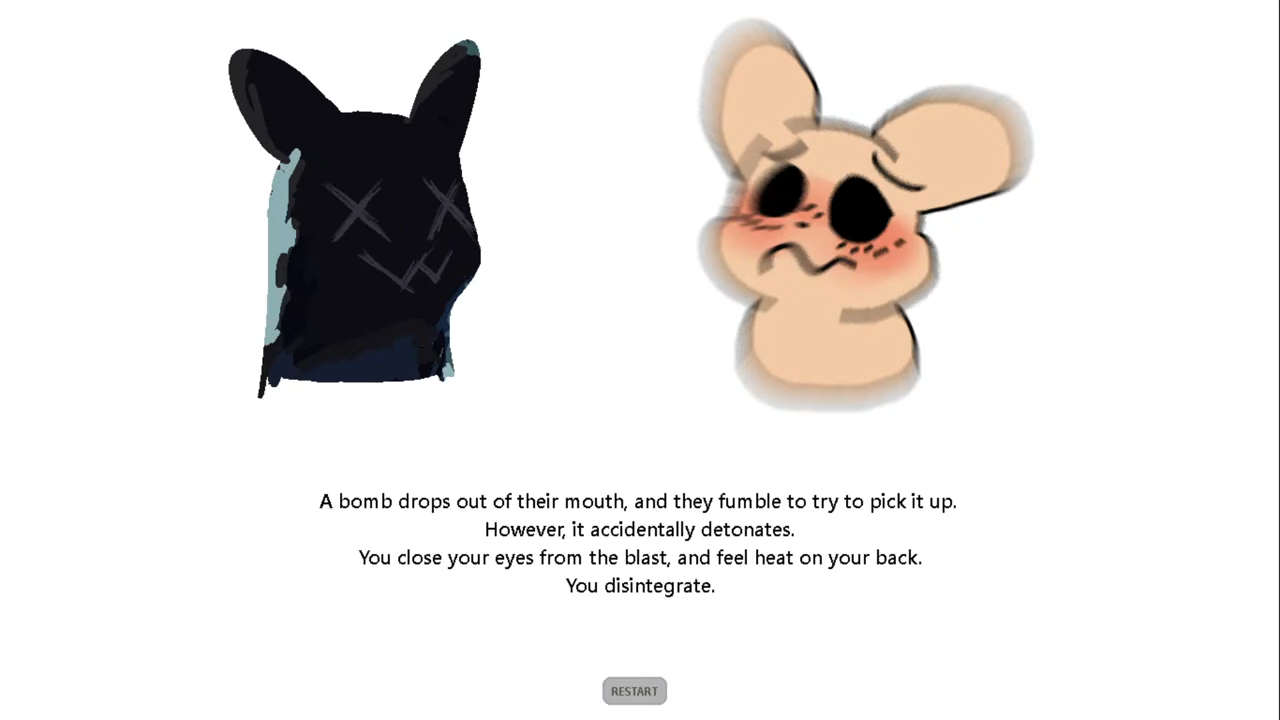 A bomb drops out of their mouth, and they fumble to try to pick it up.
However, it accidentally detonates.
You close your eyes from the blast, and feel heat on your back.
You disintegrate.
RESTART